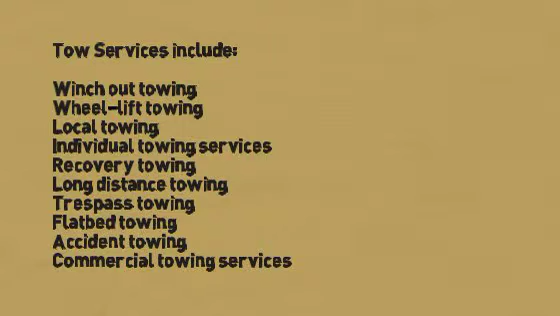 Tow Services include:
Winch out towing
Wheel-lift towing
Local towing
Individual towing services
Recovery towing
Long distance towing
Trespass towing
Flatbed towing
Accident towing
Commercial towing services